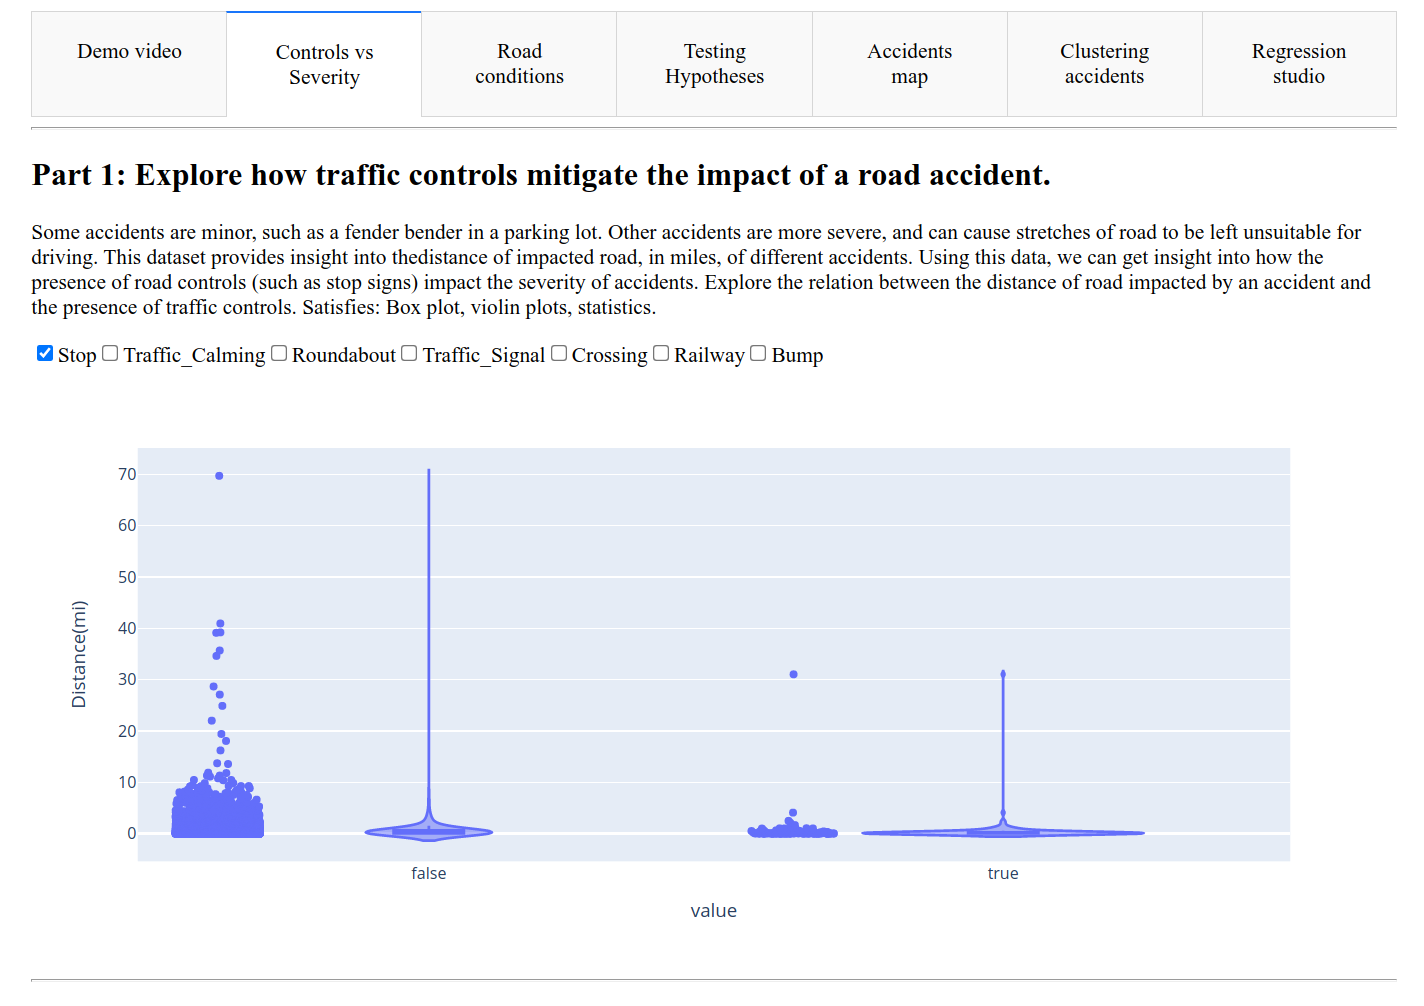 Demo video
Controls vs
Severity
Road
conditions
Testing
Hypotheses
Accidents
map
Clustering
accidents
Regression
studio
Part 1: Explore how traffic controls mitigate the impact of a road accident.
Some accidents are minor, such as a fender bender in a parking lot. Other accidents are more severe, and can cause stretches of road to be left unsuitable for
driving. This dataset provides insight into thedistance of impacted road, in miles, of different accidents. Using this data, we can get insight into how the
presence of road controls (such as stop signs) impact the severity of accidents. Explore the relation between the distance of road impacted by an accident and
the presence of traffic controls. Satisfies: Box plot, violin plots, statistics.
Stop Traffic_Calming Roundabout Traffic_Signal Crossing Railway Bump
70
60
50
40
30
20
10
0
Distance(mi)
false true
value